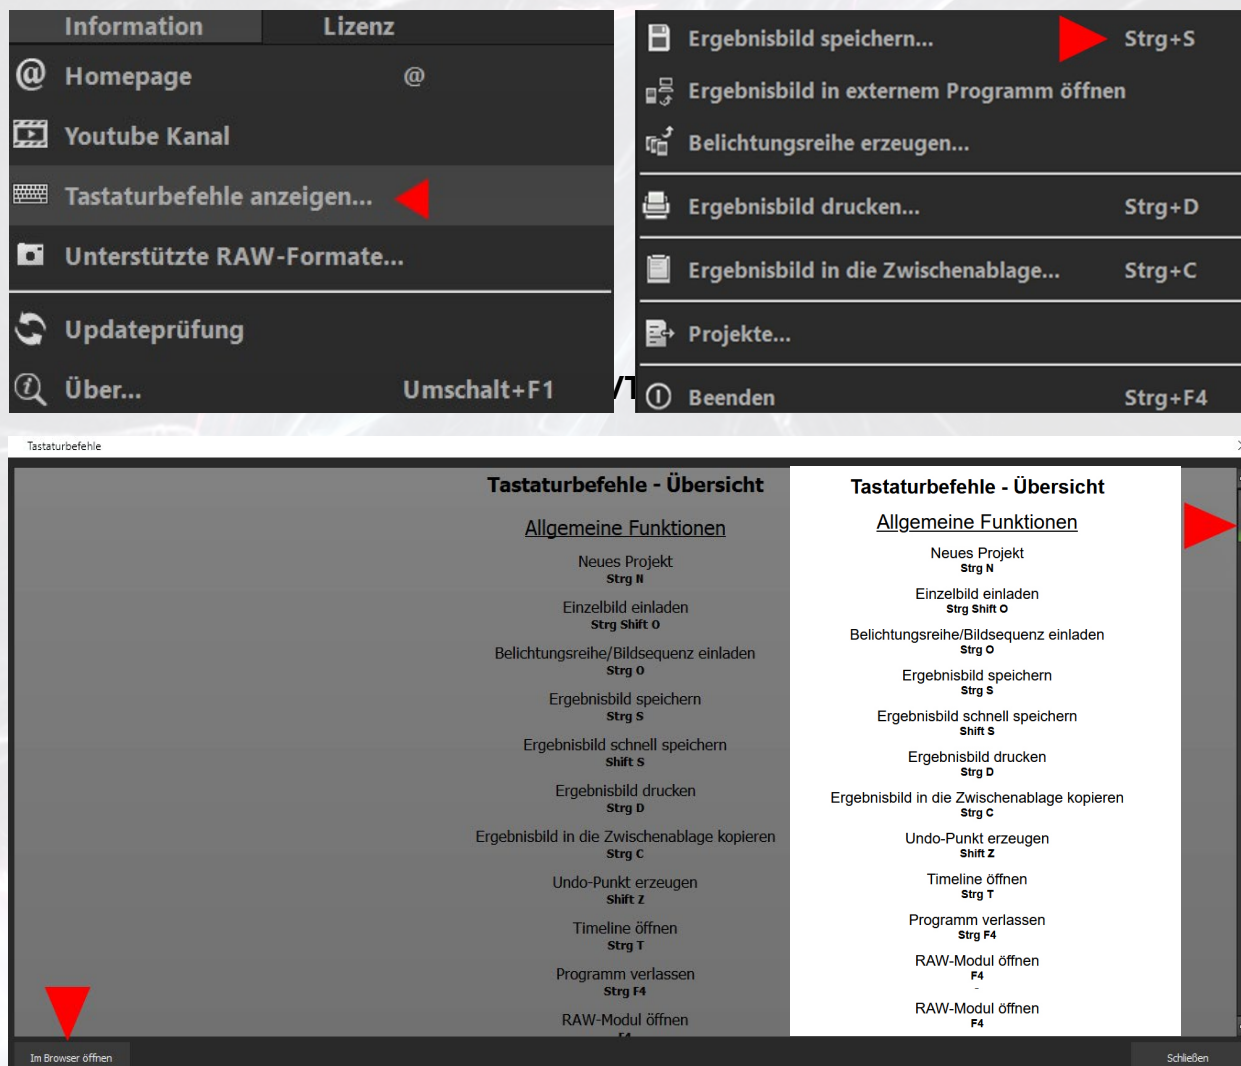 Information Lizenz
@ Homepage @
Youtube Kanal
Tastaturbefehle anzeigen...
Unterstützte RAW-Formate...
Updateprüfung
Über... Umschalt+F1
Ergebnisbild speichern... Strg+S
Ergebnisbild in externem Programm öffnen
Belichtungsreihe erzeugen...
Ergebnisbild drucken... Strg+D
Ergebnisbild in die Zwischenablage... Strg+C
Projekte...
Beenden Strg+F4
Tastaturbefehle
Tastaturbefehle - Übersicht
Allgemeine Funktionen
Neues Projekt
Strg N
Einzelbild einladen
Strg Shift O
Belichtungsreihe/Bildsequenz einladen
Strg O
Ergebnisbild speichern
Strg S
Ergebnisbild schnell speichern
Shift S
Ergebnisbild drucken
Strg D
Ergebnisbild in die Zwischenablage kopieren
Strg C
Undo-Punkt erzeugen
Shift Z
Timeline öffnen
Strg T
Programm verlassen
Strg F4
RAW-Modul öffnen
Tastaturbefehle - Übersicht
Allgemeine Funktionen
Neues Projekt
Strg N
Einzelbild einladen
Strg Shift O
Belichtungsreihe/Bildsequenz einladen
Strg O
Ergebnisbild speichern
Strg S
Ergebnisbild schnell speichern
Shift S
Ergebnisbild drucken
Strg D
Ergebnisbild in die Zwischenablage kopieren
Strg C
Undo-Punkt erzeugen
Shift Z
Timeline öffnen
Strg T
Programm verlassen
Strg F4
RAW-Modul öffnen
F4
RAW-Modul öffnen
F4
Im Browser öffnen Schließen